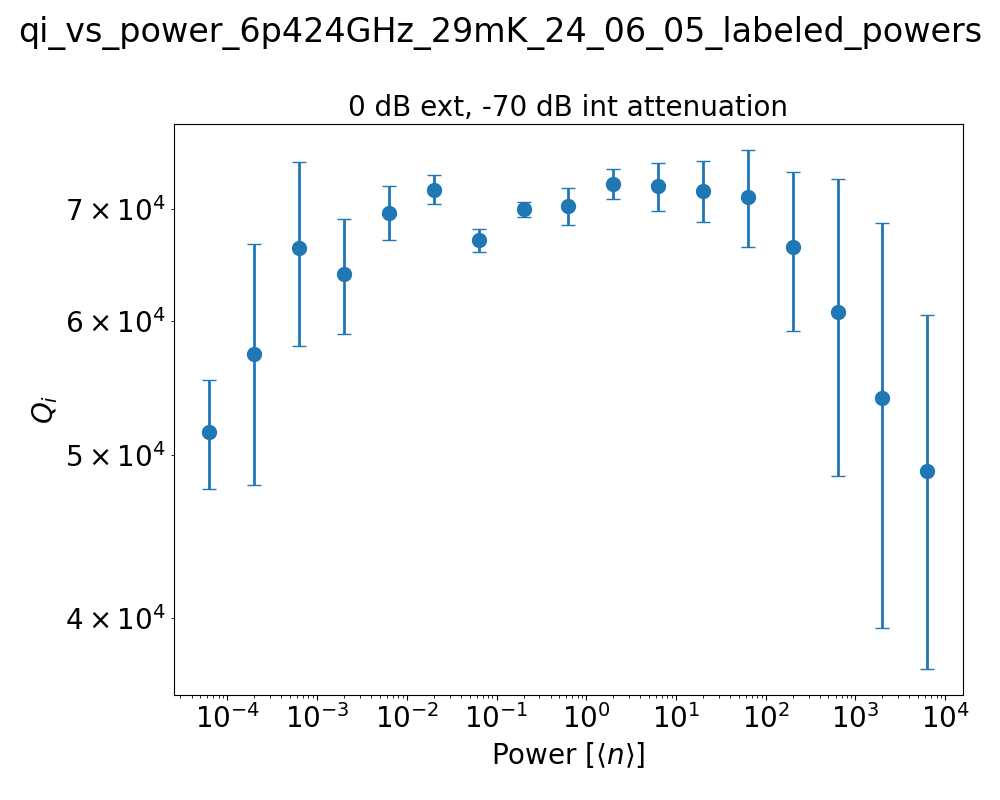 qi_vs_power_6p424GHz_29mK_24_06_05_labeled_powers
0 dB ext, -70 dB int attenuation
7 × 10⁴
6 × 10⁴
5 × 10⁴
4 × 10⁴
Qᵢ
10⁻⁴ 10⁻³ 10⁻² 10⁻¹ 10⁰ 10¹ 10² 10³ 10⁴
Power [⟨n⟩]